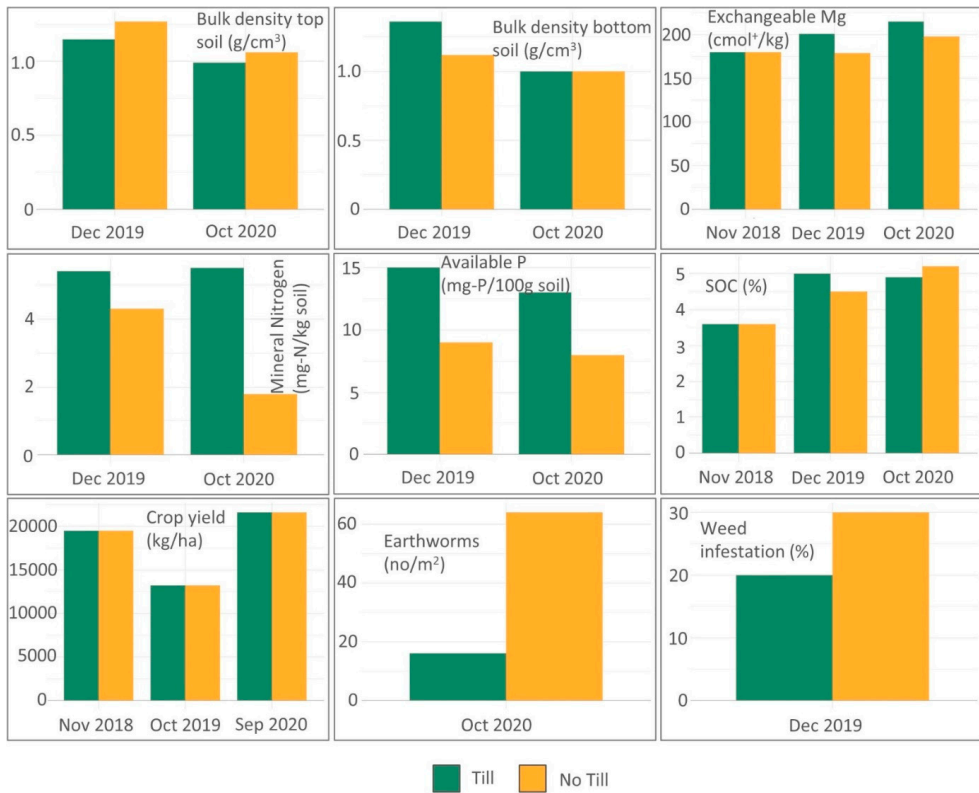 Bulk density top
soil (g/cm³)
1.0
0.5
0
Dec 2019 Oct 2020
Bulk density bottom
soil (g/cm³)
1.0
0.5
0
Dec 2019 Oct 2020
Exchangeable Mg
(cmol⁺/kg)
200
150
100
50
0
Nov 2018 Dec 2019 Oct 2020
Mineral Nitrogen
(mg-N/kg soil)
4
2
0
Dec 2019 Oct 2020
Available P
(mg-P/100g soil)
15
10
5
0
Dec 2019 Oct 2020
SOC (%)
5
4
3
2
1
0
Nov 2018 Dec 2019 Oct 2020
Crop yield
(kg/ha)
20000
15000
10000
5000
0
Nov 2018 Oct 2019 Sep 2020
Earthworms
(no/m²)
60
40
20
0
Oct 2020
Weed
infestation (%)
30
20
10
0
Dec 2019
Till No Till